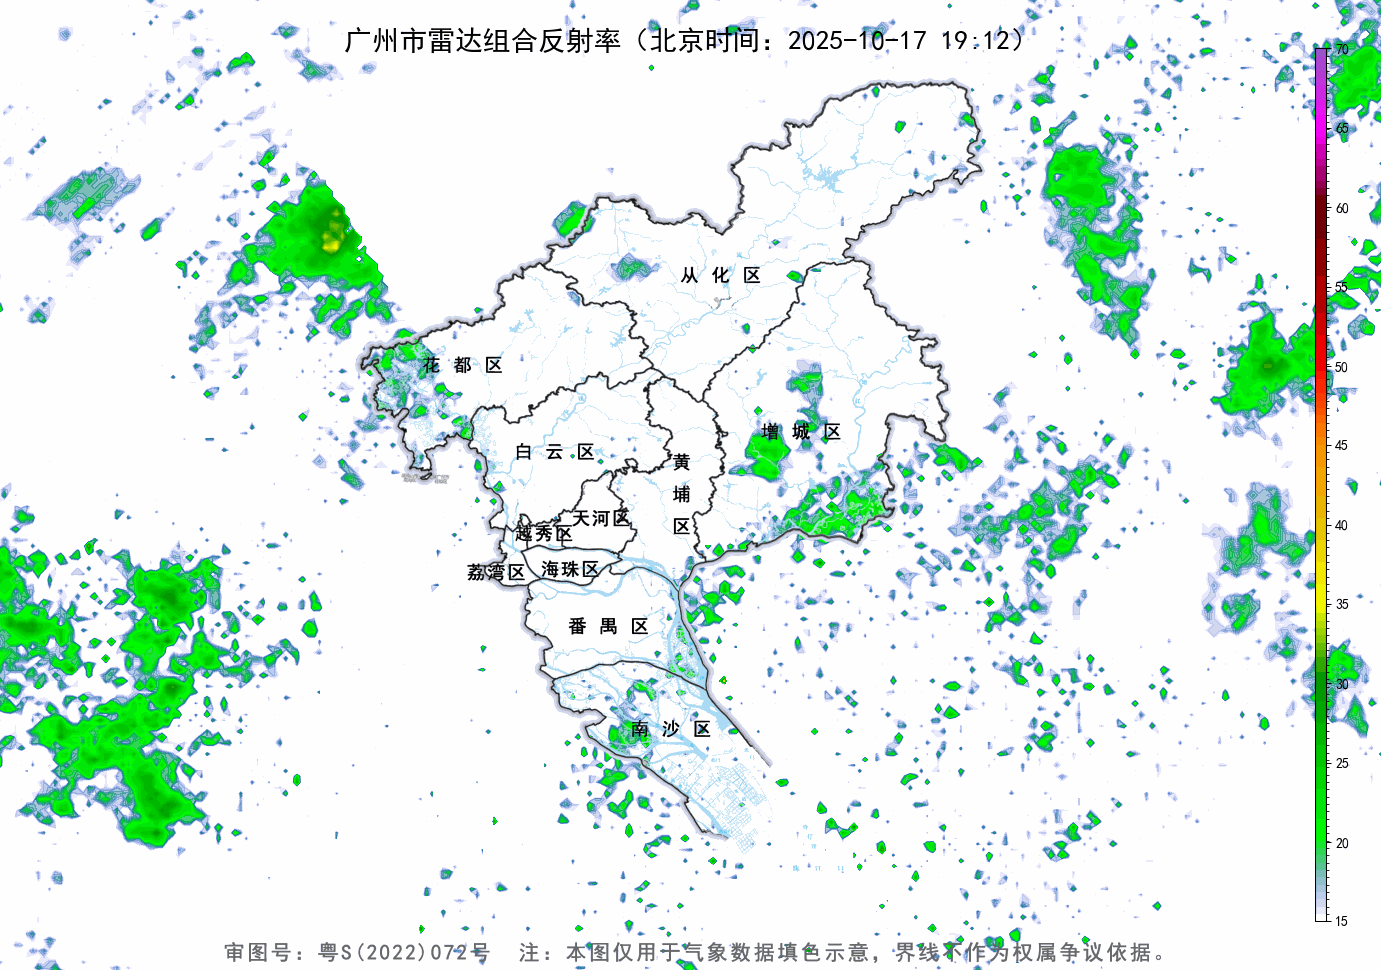 广州市雷达组合反射率（北京时间：2025-10-17 19:12）
70
65
60
55
50
45
40
35
30
25
20
15
从化区
花都区
增城区
白云区
黄埔区
天河区
越秀区
荔湾区
海珠区
番禺区
南沙区
审图号：粤S(2022)072号 注：本图仅用于气象数据填色示意，界线不作为权属争议依据。